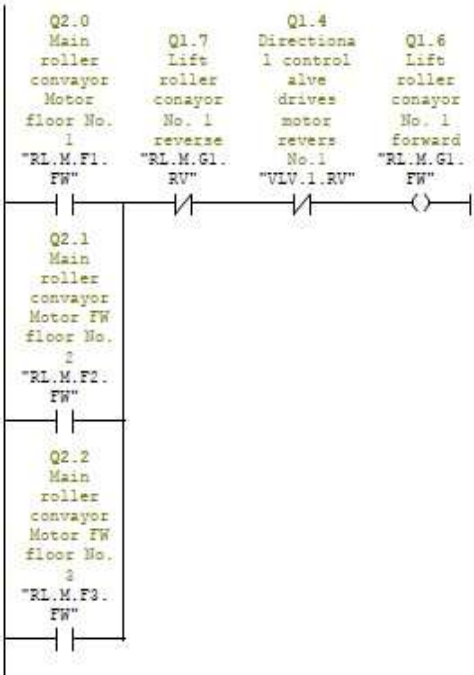 Q2.0
Main
roller
convayor
Motor
floor No.
1
"RL.M.F1.
FW"
Q1.7
Lift
roller
conayor
No. 1
reverse
"RL.M.G1.
RV"
Q1.4
Directiona
l control
alve
drives
motor
revers
No.1
"VLV.1.RV"
Q1.6
Lift
roller
conayor
No. 1
forward
"RL.M.G1.
FW"
Q2.1
Main
roller
convayor
Motor FW
floor No.
2
"RL.M.F2.
FW"
Q2.2
Main
roller
convayor
Motor FW
floor No.
3
"RL.M.F3.
FW"